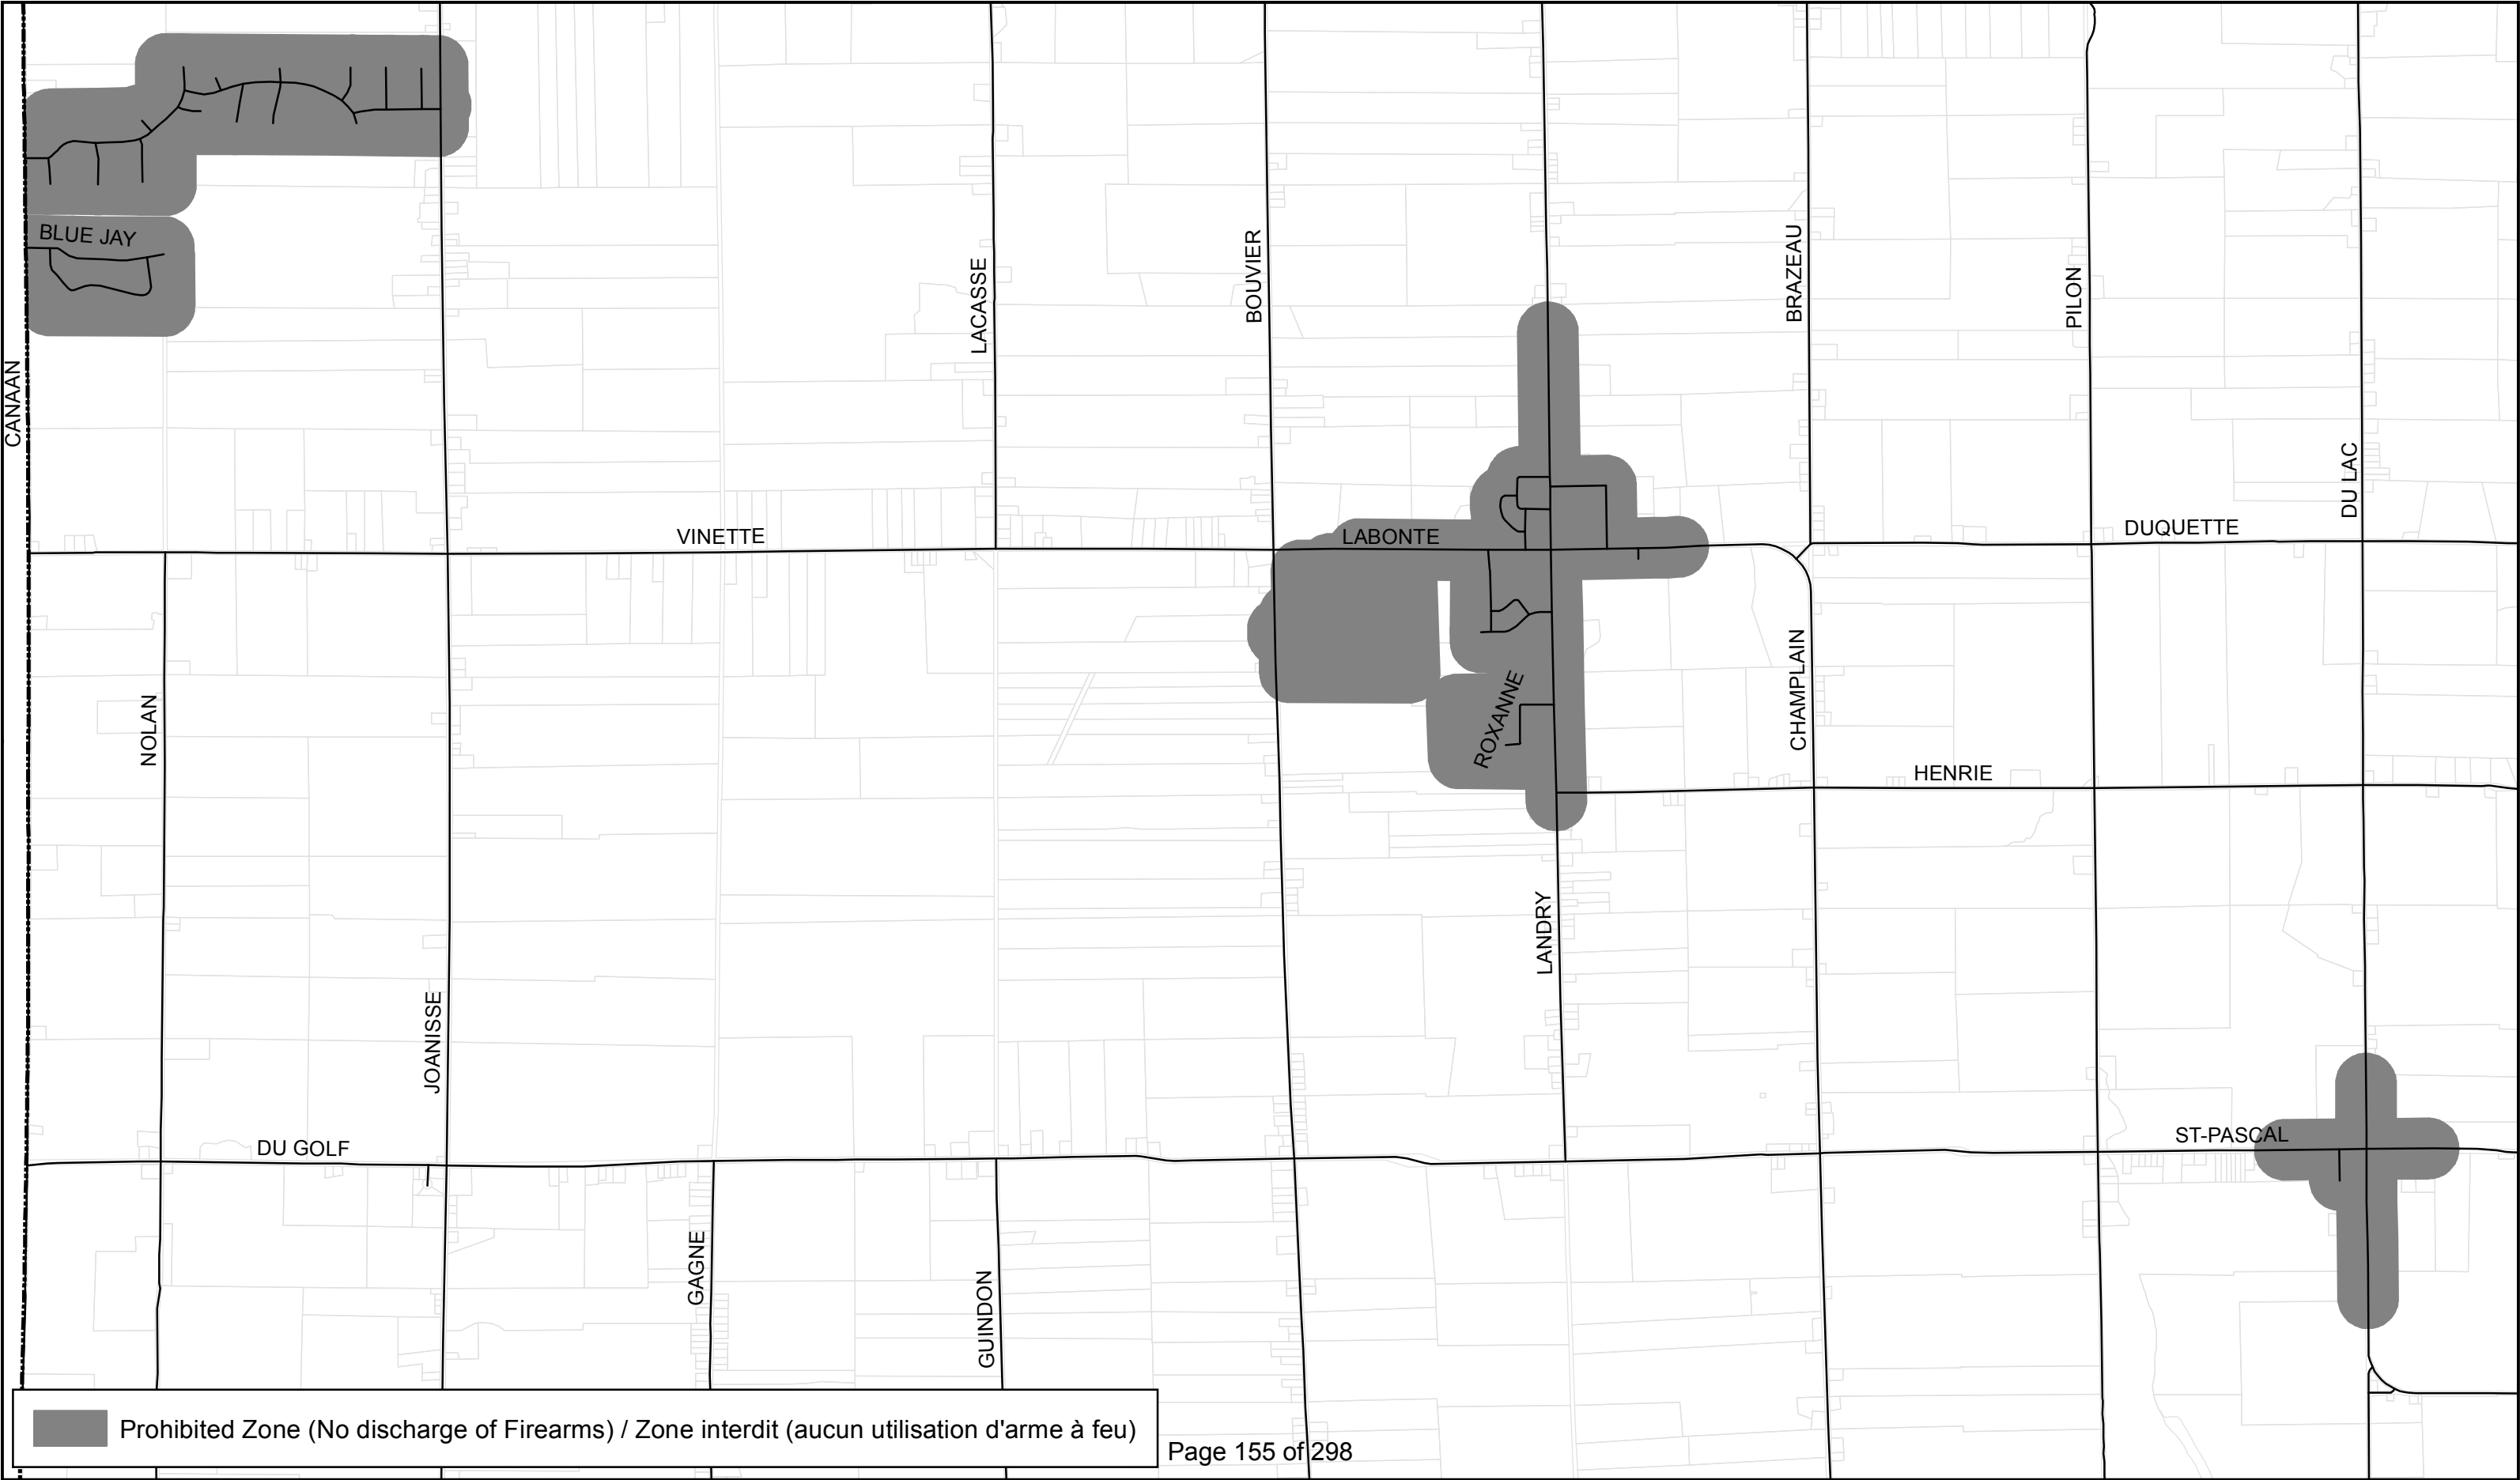 BLUE JAY
CANAAN
LACASSE
BOUVIER
BRAZEAU
PILON
DU LAC
VINETTE
LABONTE
DUQUETTE
NOLAN
ROXANNE
CHAMPLAIN
HENRIE
LANDRY
JOANISSE
DU GOLF
ST-PASCAL
GAGNE
GUINDON
Prohibited Zone (No discharge of Firearms) / Zone interdit (aucun utilisation d'arme à feu)
Page 155 of 298